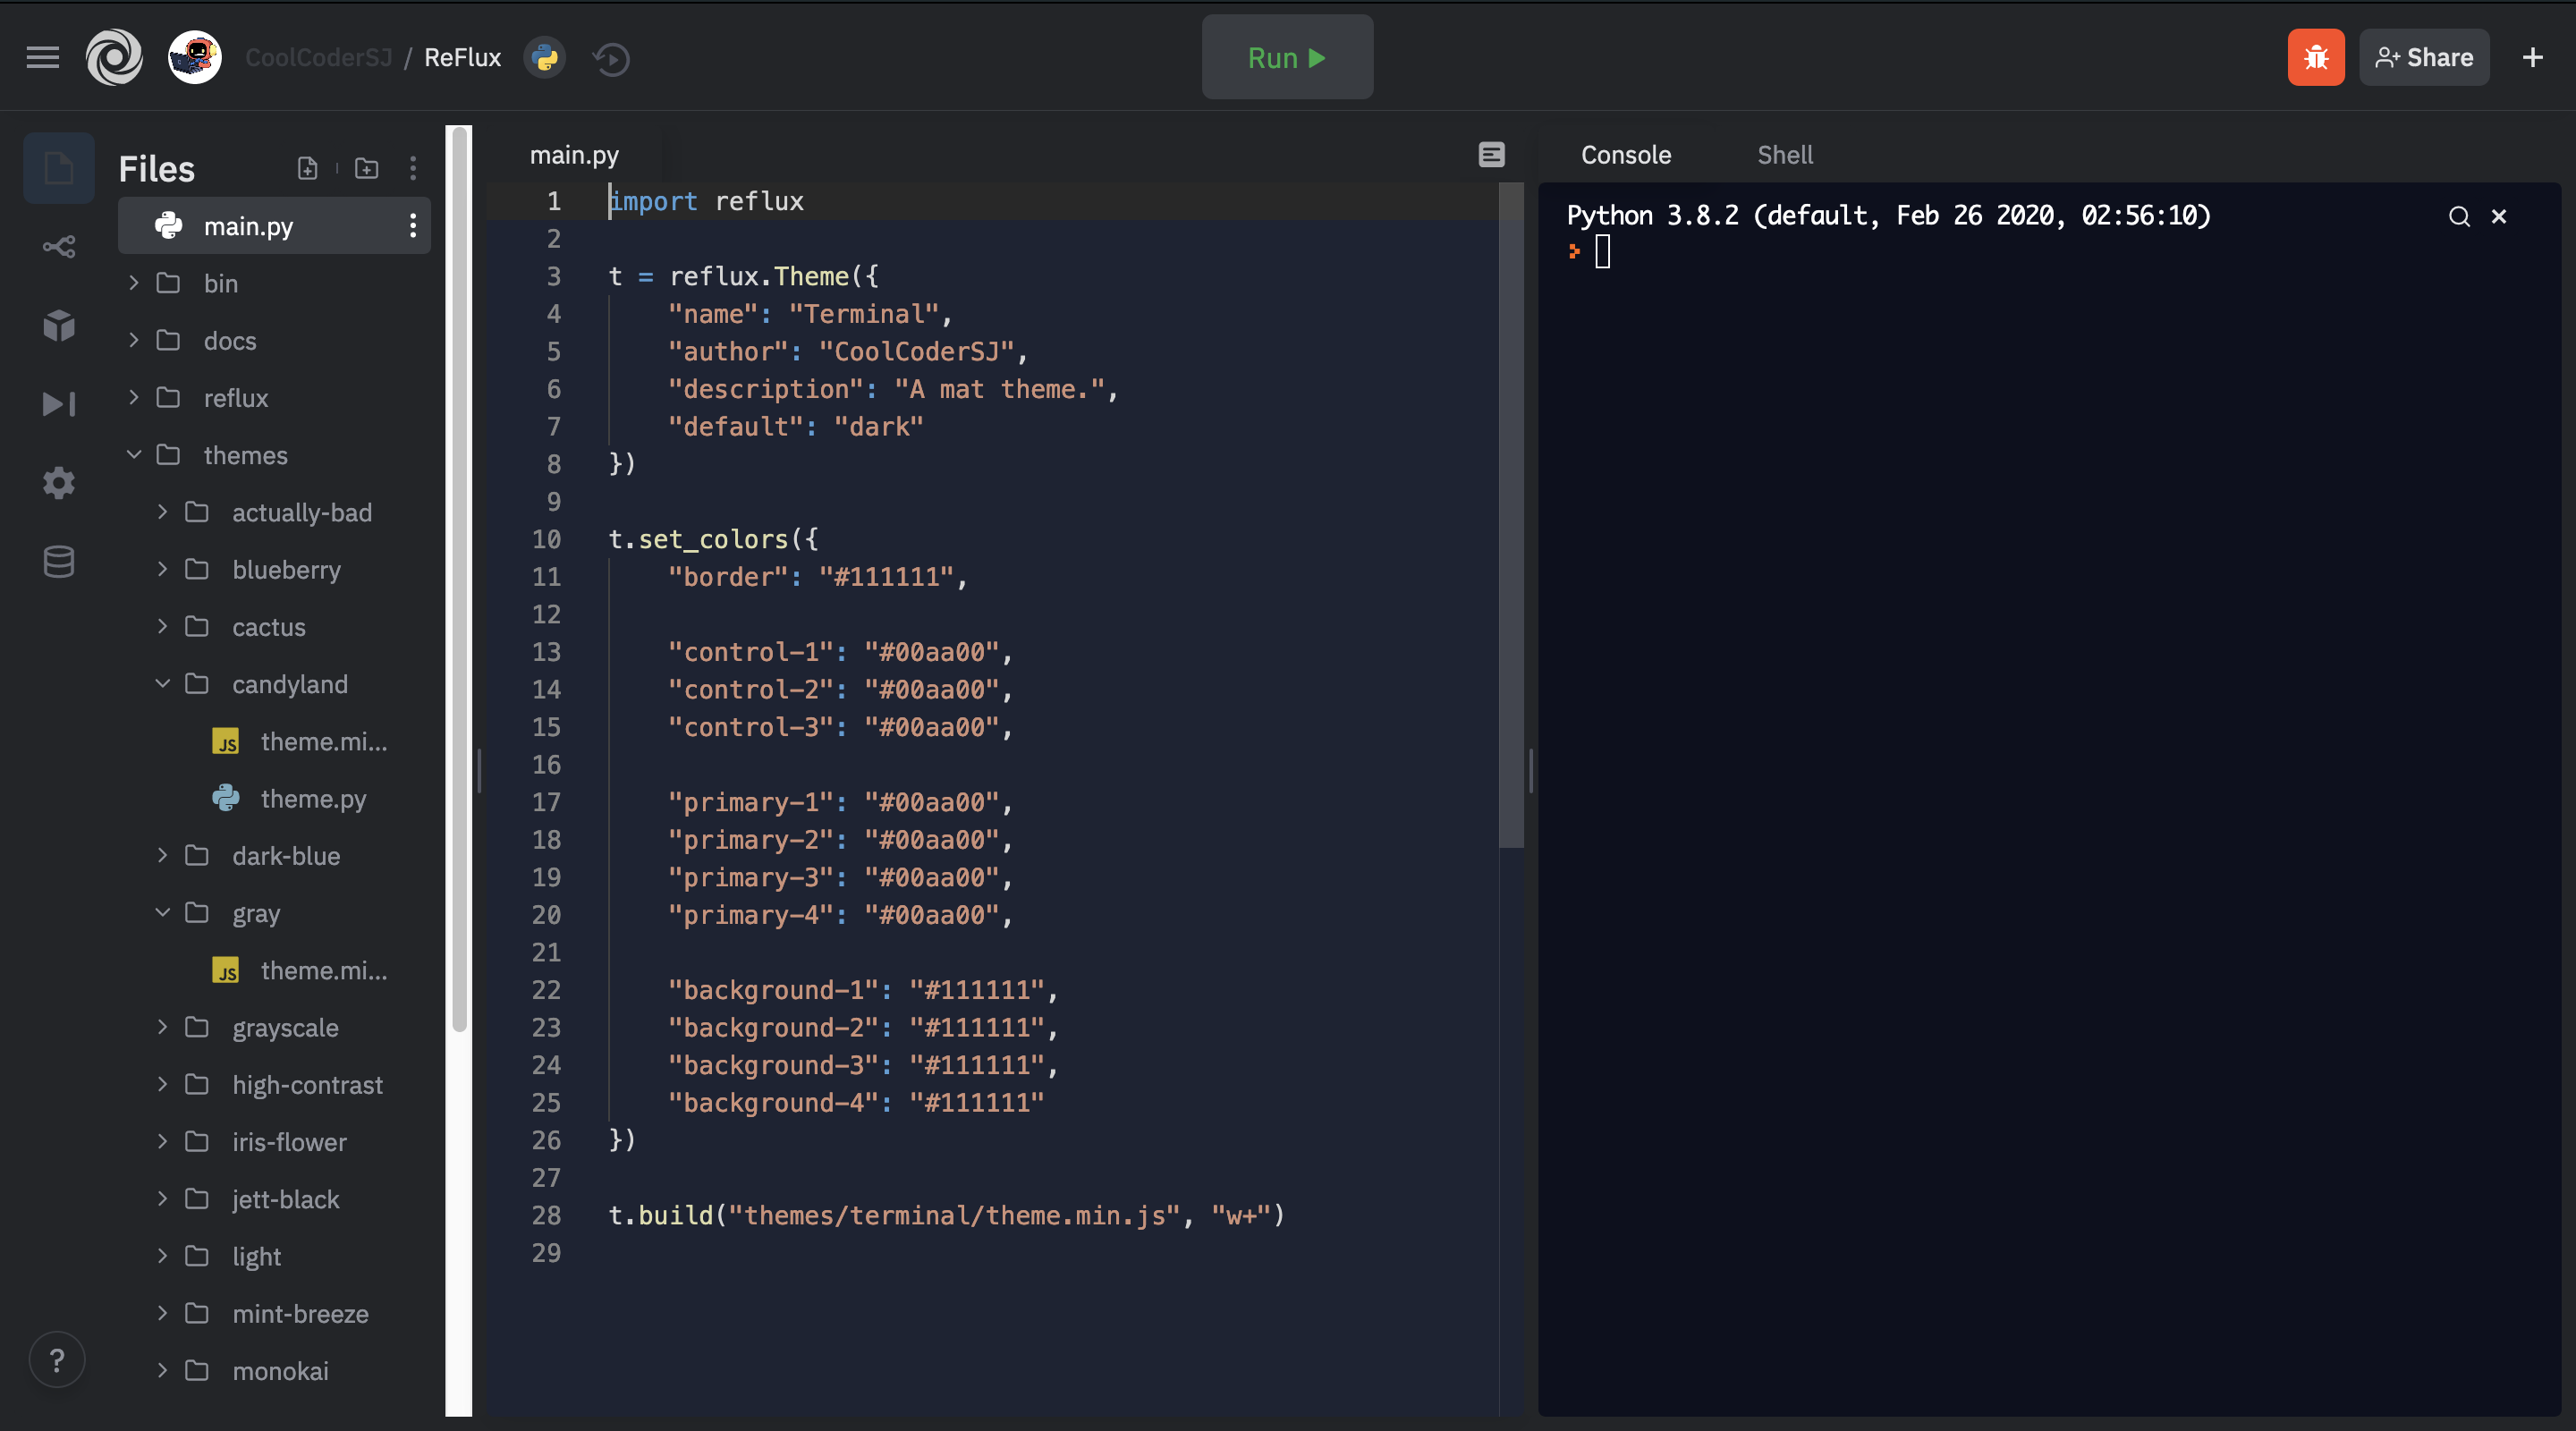 CoolCoderSJ / ReFlux
Run
Share
Files
main.py
bin
docs
reflux
themes
actually-bad
blueberry
cactus
candyland
JS theme.mi...
theme.py
dark-blue
gray
JS theme.mi...
grayscale
high-contrast
iris-flower
jett-black
light
mint-breeze
monokai
?
main.py
1 import reflux
2
3 t = reflux.Theme({
4 "name": "Terminal",
5 "author": "CoolCoderSJ",
6 "description": "A mat theme.",
7 "default": "dark"
8 })
9
10 t.set_colors({
11 "border": "#111111",
12
13 "control-1": "#00aa00",
14 "control-2": "#00aa00",
15 "control-3": "#00aa00",
16
17 "primary-1": "#00aa00",
18 "primary-2": "#00aa00",
19 "primary-3": "#00aa00",
20 "primary-4": "#00aa00",
21
22 "background-1": "#111111",
23 "background-2": "#111111",
24 "background-3": "#111111",
25 "background-4": "#111111"
26 })
27
28 t.build("themes/terminal/theme.min.js", "w+")
29
Console Shell
Python 3.8.2 (default, Feb 26 2020, 02:56:10)